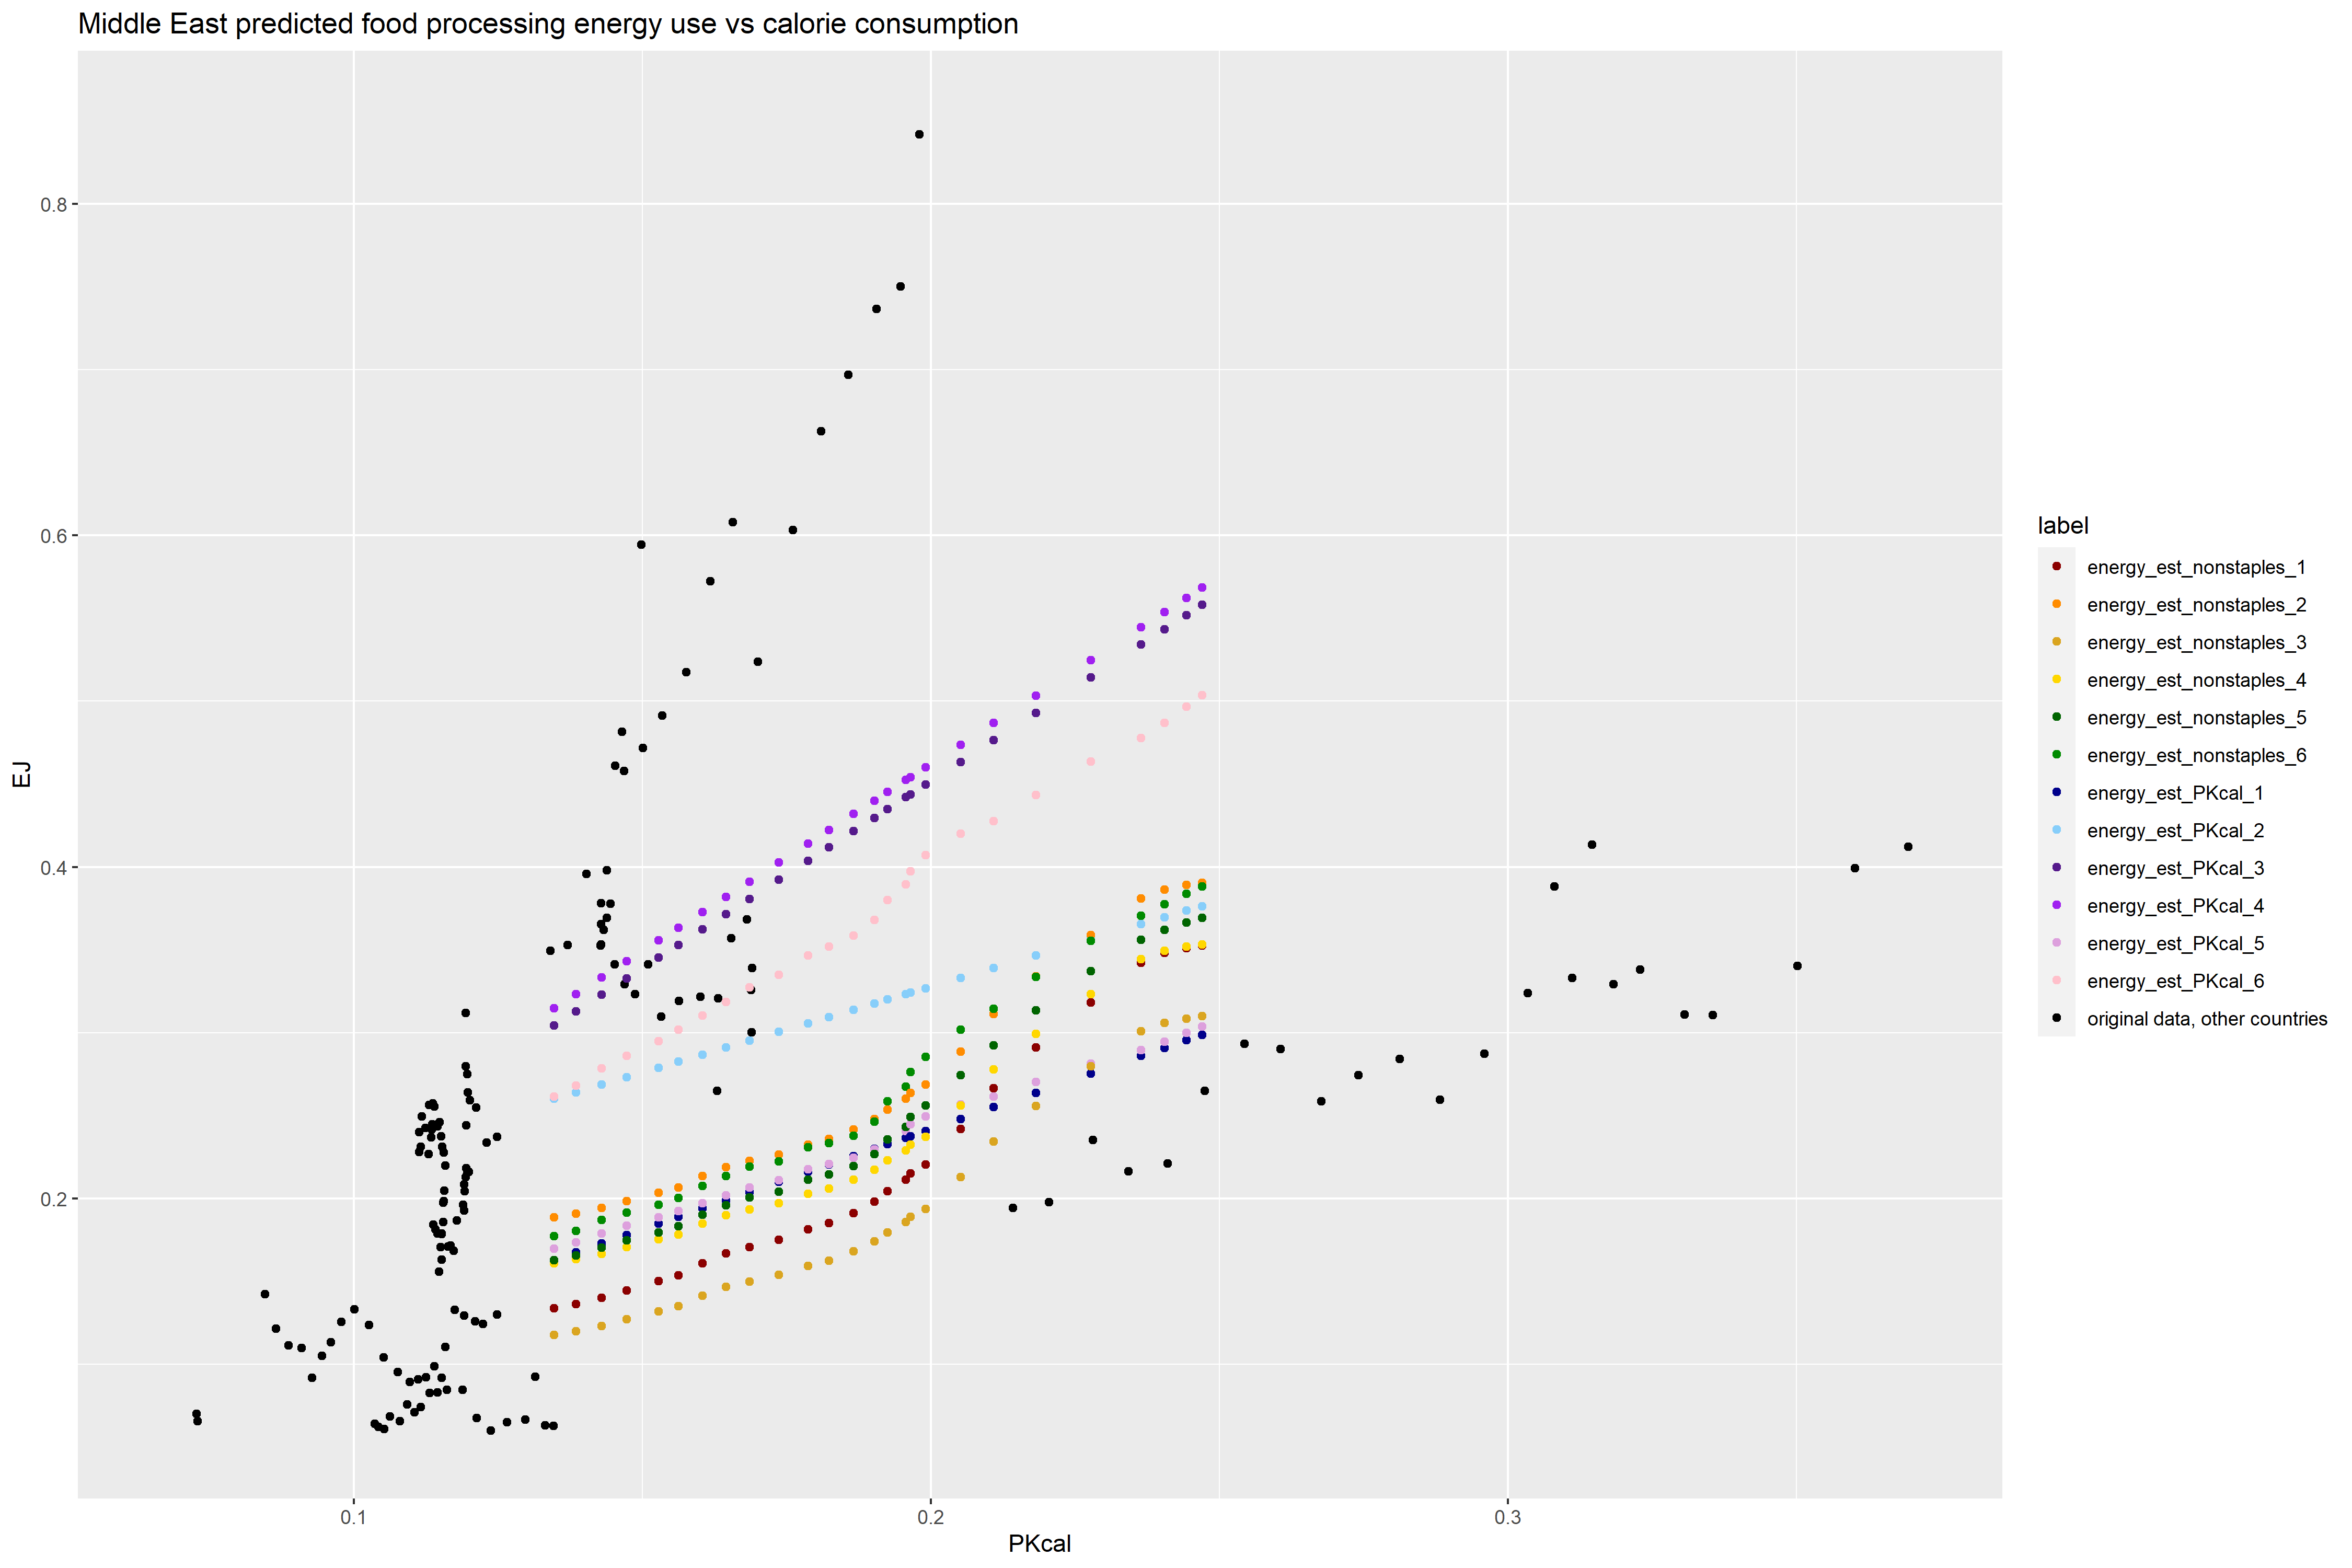 Middle East predicted food processing energy use vs calorie consumption
0.8
0.6
0.4
0.2
EJ
0.1
0.2
0.3
PKcal
label
energy_est_nonstaples_1
energy_est_nonstaples_2
energy_est_nonstaples_3
energy_est_nonstaples_4
energy_est_nonstaples_5
energy_est_nonstaples_6
energy_est_PKcal_1
energy_est_PKcal_2
energy_est_PKcal_3
energy_est_PKcal_4
energy_est_PKcal_5
energy_est_PKcal_6
original data, other countries